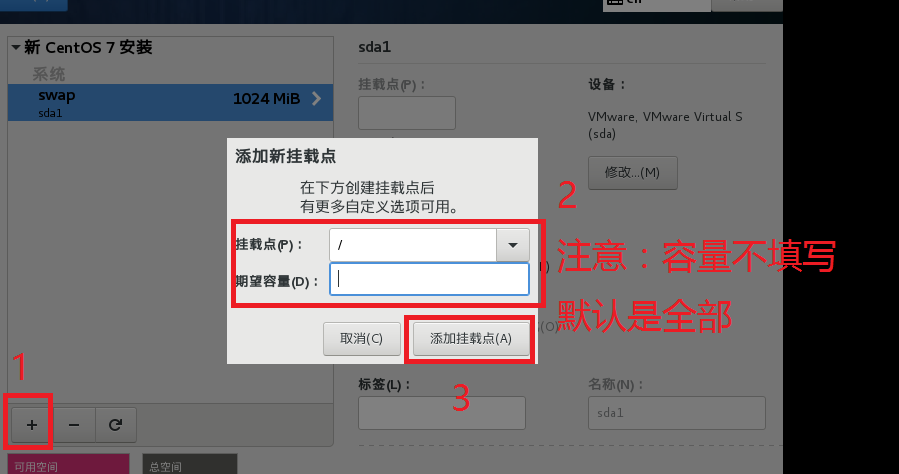 新 CentOS 7 安装
系统
swap
1024 MiB
sda1
sda1
挂载点(P)：
设备：
VMware, VMware Virtual S
(sda)
修改...(M)
添加新挂载点
在下方创建挂载点后
有更多自定义选项可用。
挂载点(P)：
/
期望容量(D)：
取消(C)
添加挂载点(A)
2
注意：容量不填写
默认是全部
(O)
1
3
标签(L)：
名称(N)：
sda1
+
−
可用空间
总空间